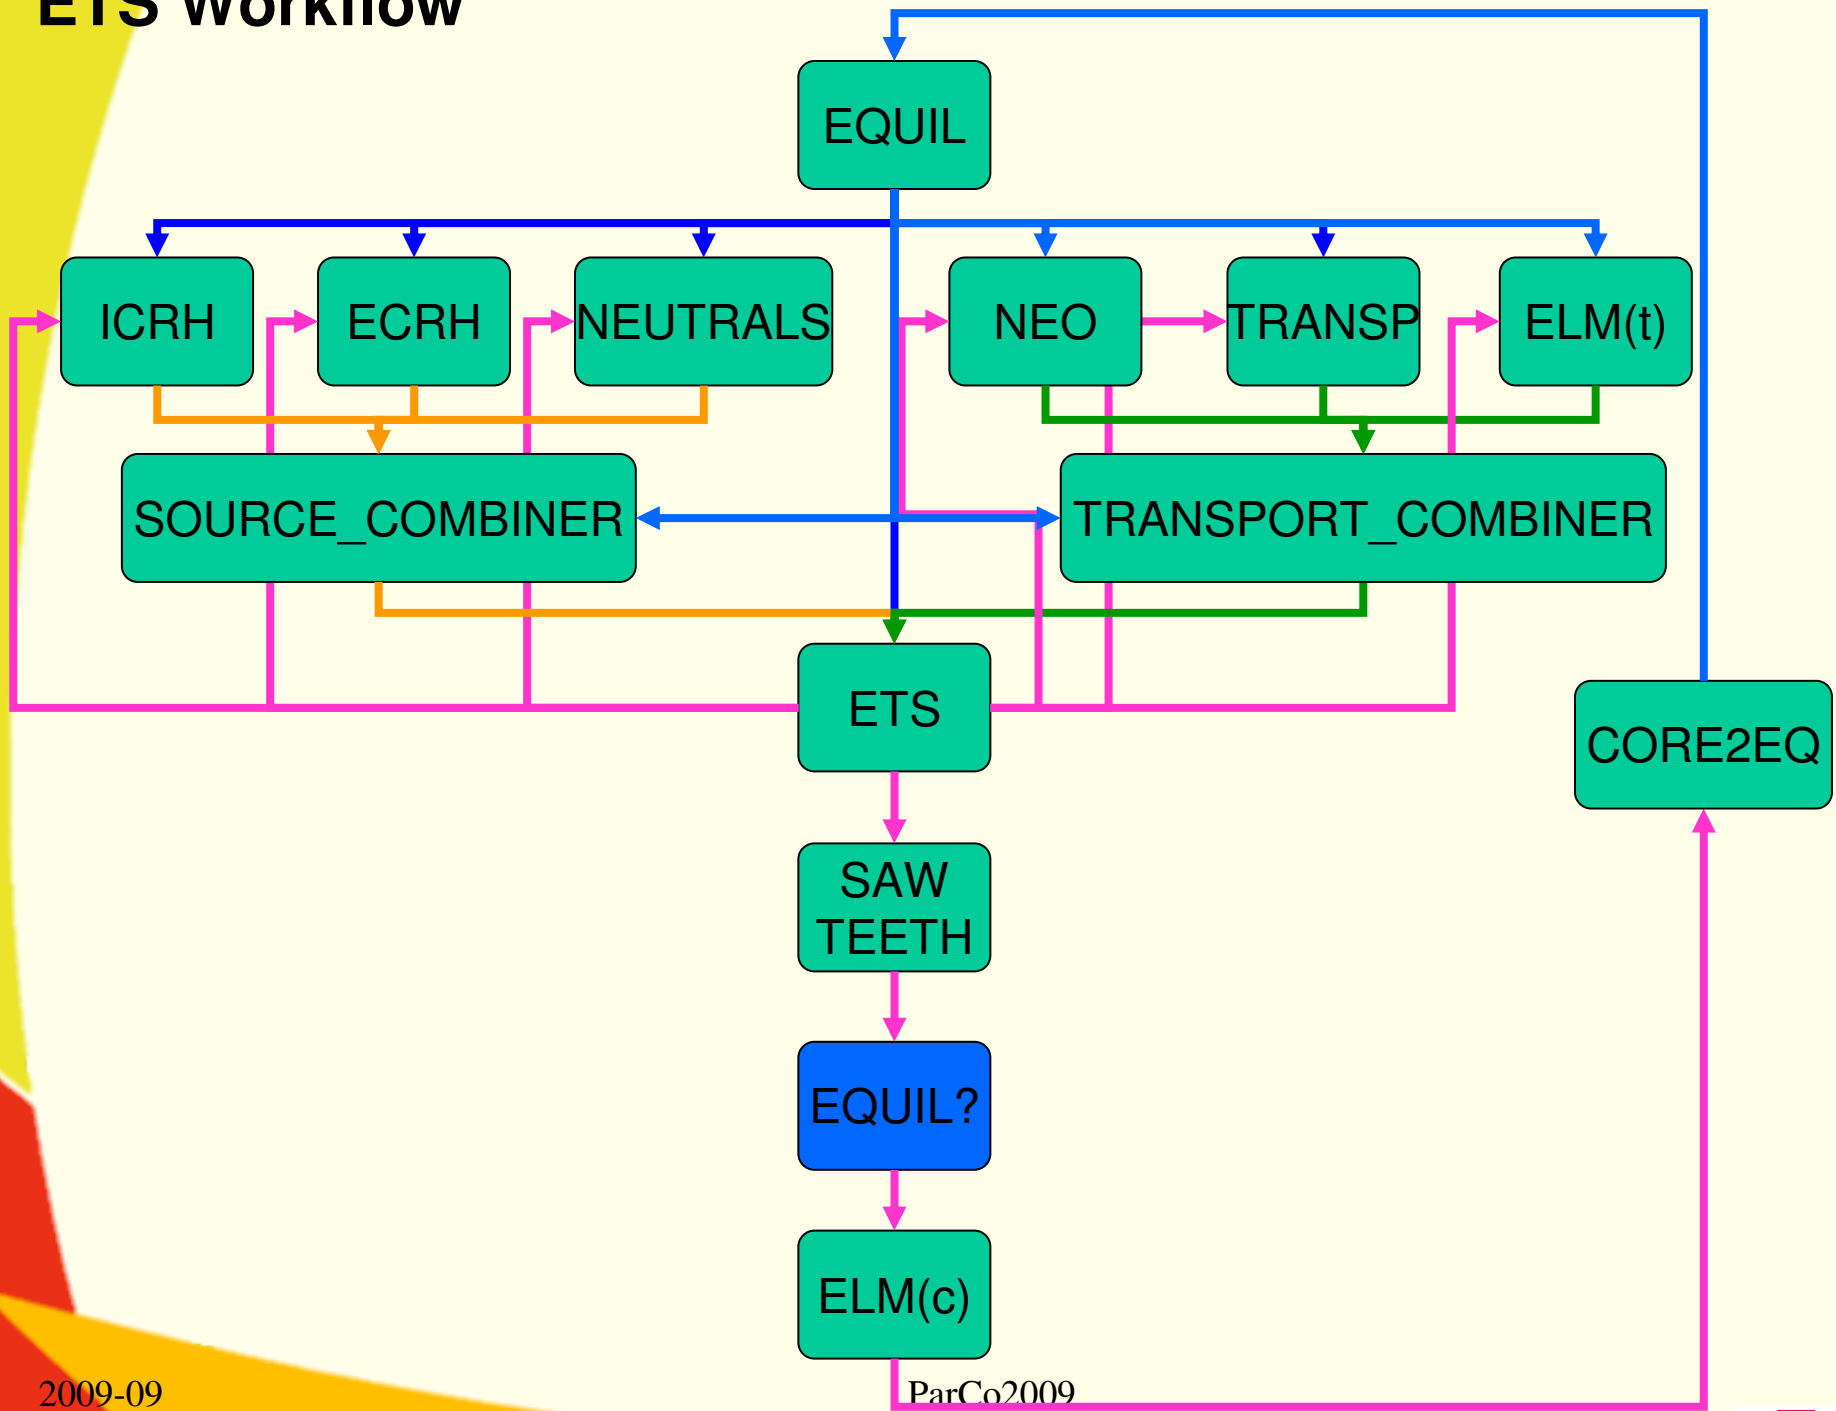 ETS Workflow
EQUIL
ICRH
ECRH
NEUTRALS
NEO
TRANSP
ELM(t)
SOURCE_COMBINER
TRANSPORT_COMBINER
ETS
CORE2EQ
SAW
TEETH
EQUIL?
ELM(c)
2009-09
ParCo2009